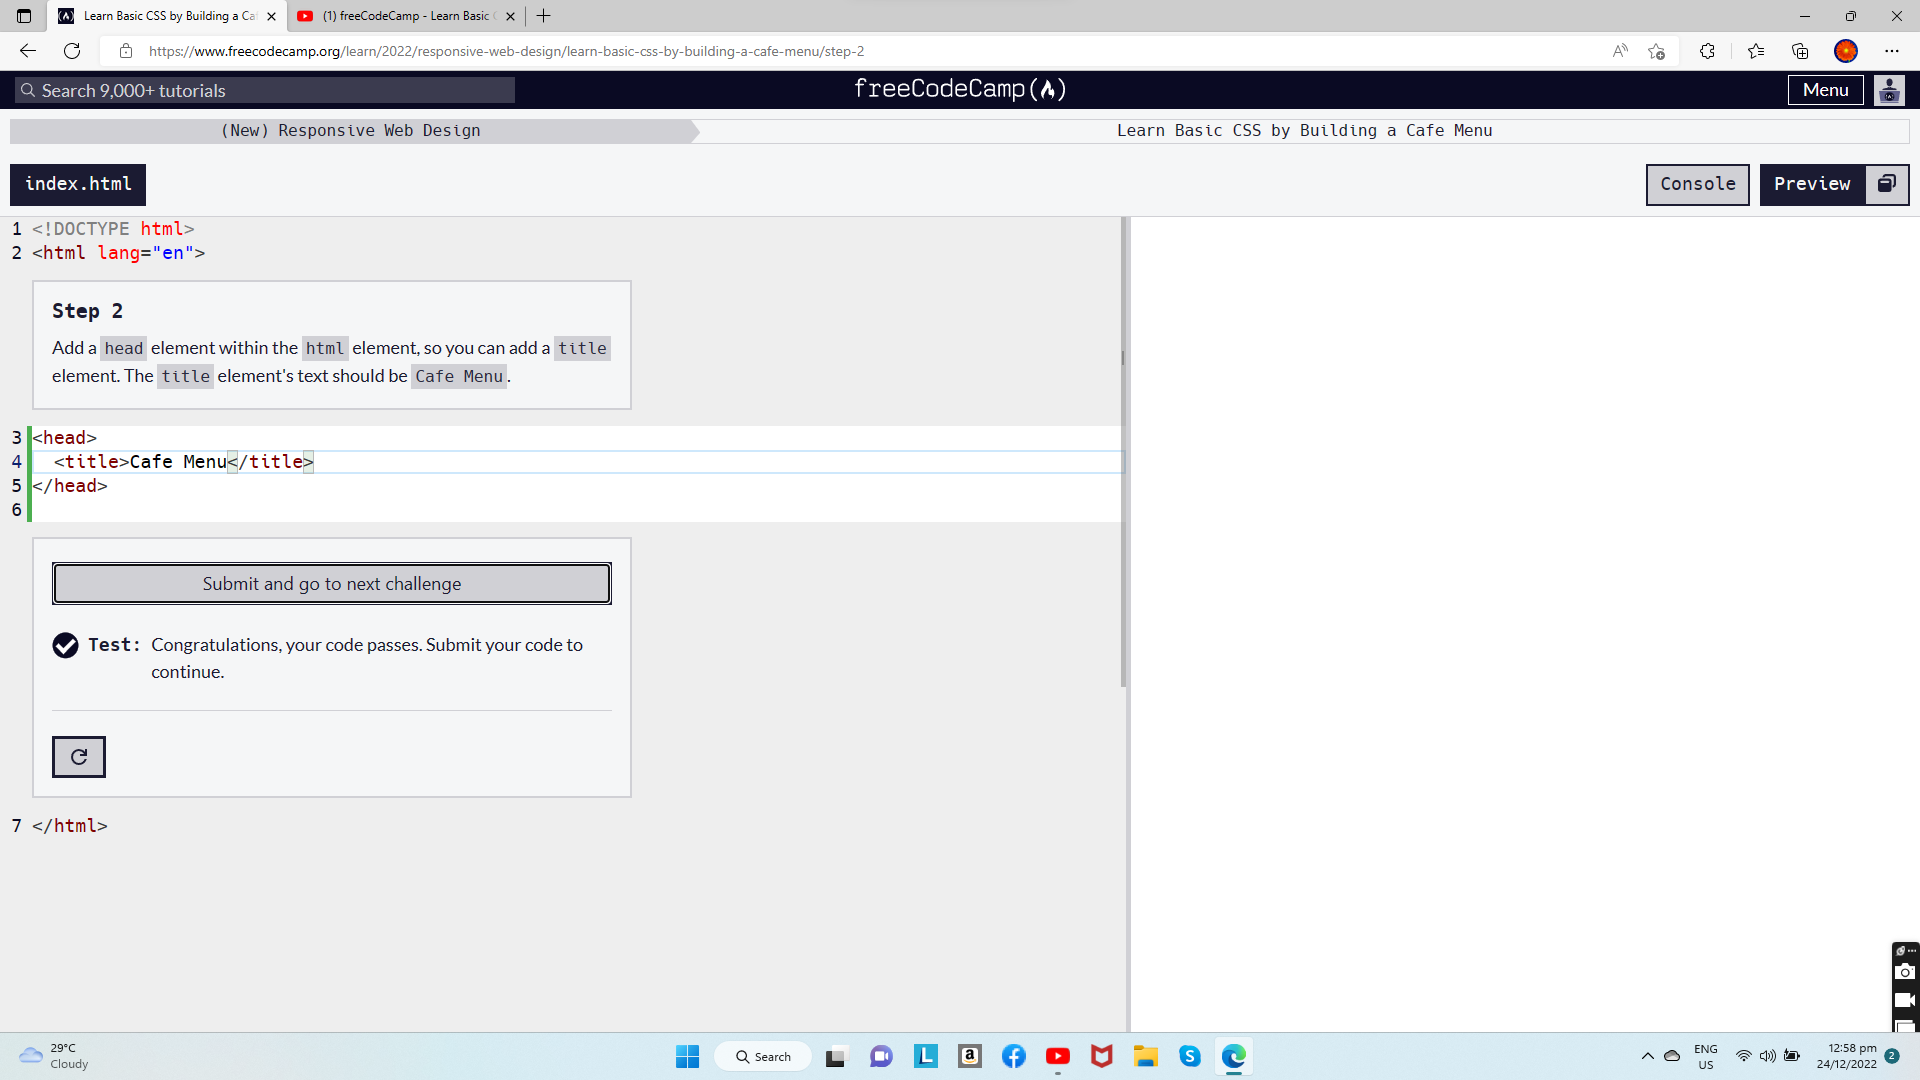 Learn Basic CSS by Building a Caf
(1) freeCodeCamp - Learn Basic C
https://www.freecodecamp.org/learn/2022/responsive-web-design/learn-basic-css-by-building-a-cafe-menu/step-2
Search 9,000+ tutorials
freeCodeCamp
Menu
(New) Responsive Web Design
Learn Basic CSS by Building a Cafe Menu
index.html
Console
Preview
1 <!DOCTYPE html>
2 <html lang="en">
Step 2
Add a head element within the html element, so you can add a title
element. The title element's text should be Cafe Menu.
3 <head>
4 <title>Cafe Menu</title>
5 </head>
6
Submit and go to next challenge
Test: Congratulations, your code passes. Submit your code to
continue.
7 </html>
29°C
Cloudy
Search
ENG
US
12:58 pm
24/12/2022
2